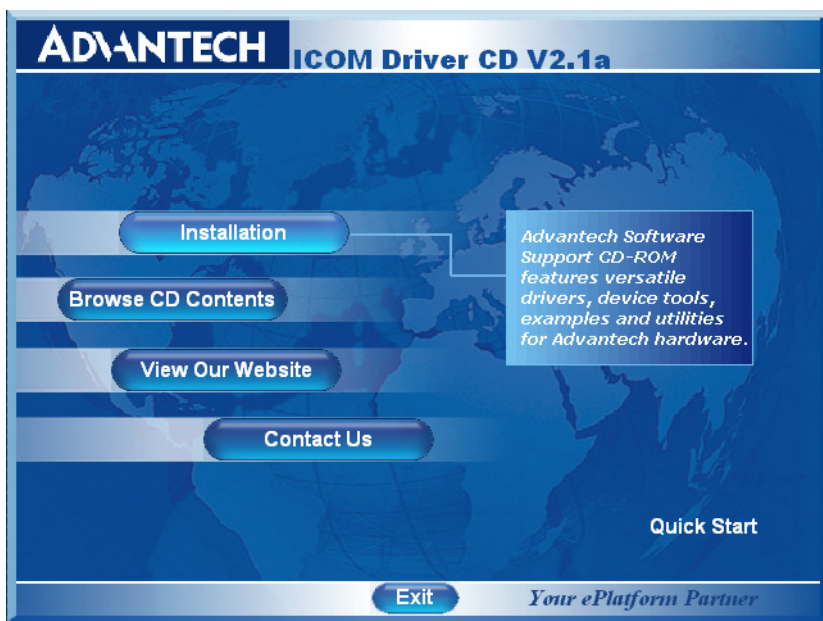 ADVANTECH
ICOM Driver CD V2.1a
Installation
Advantech Software
Support CD-ROM
features versatile
drivers, device tools,
examples and utilities
for Advantech hardware.
Browse CD Contents
View Our Website
Contact Us
Quick Start
Exit
Your ePlatform Partner